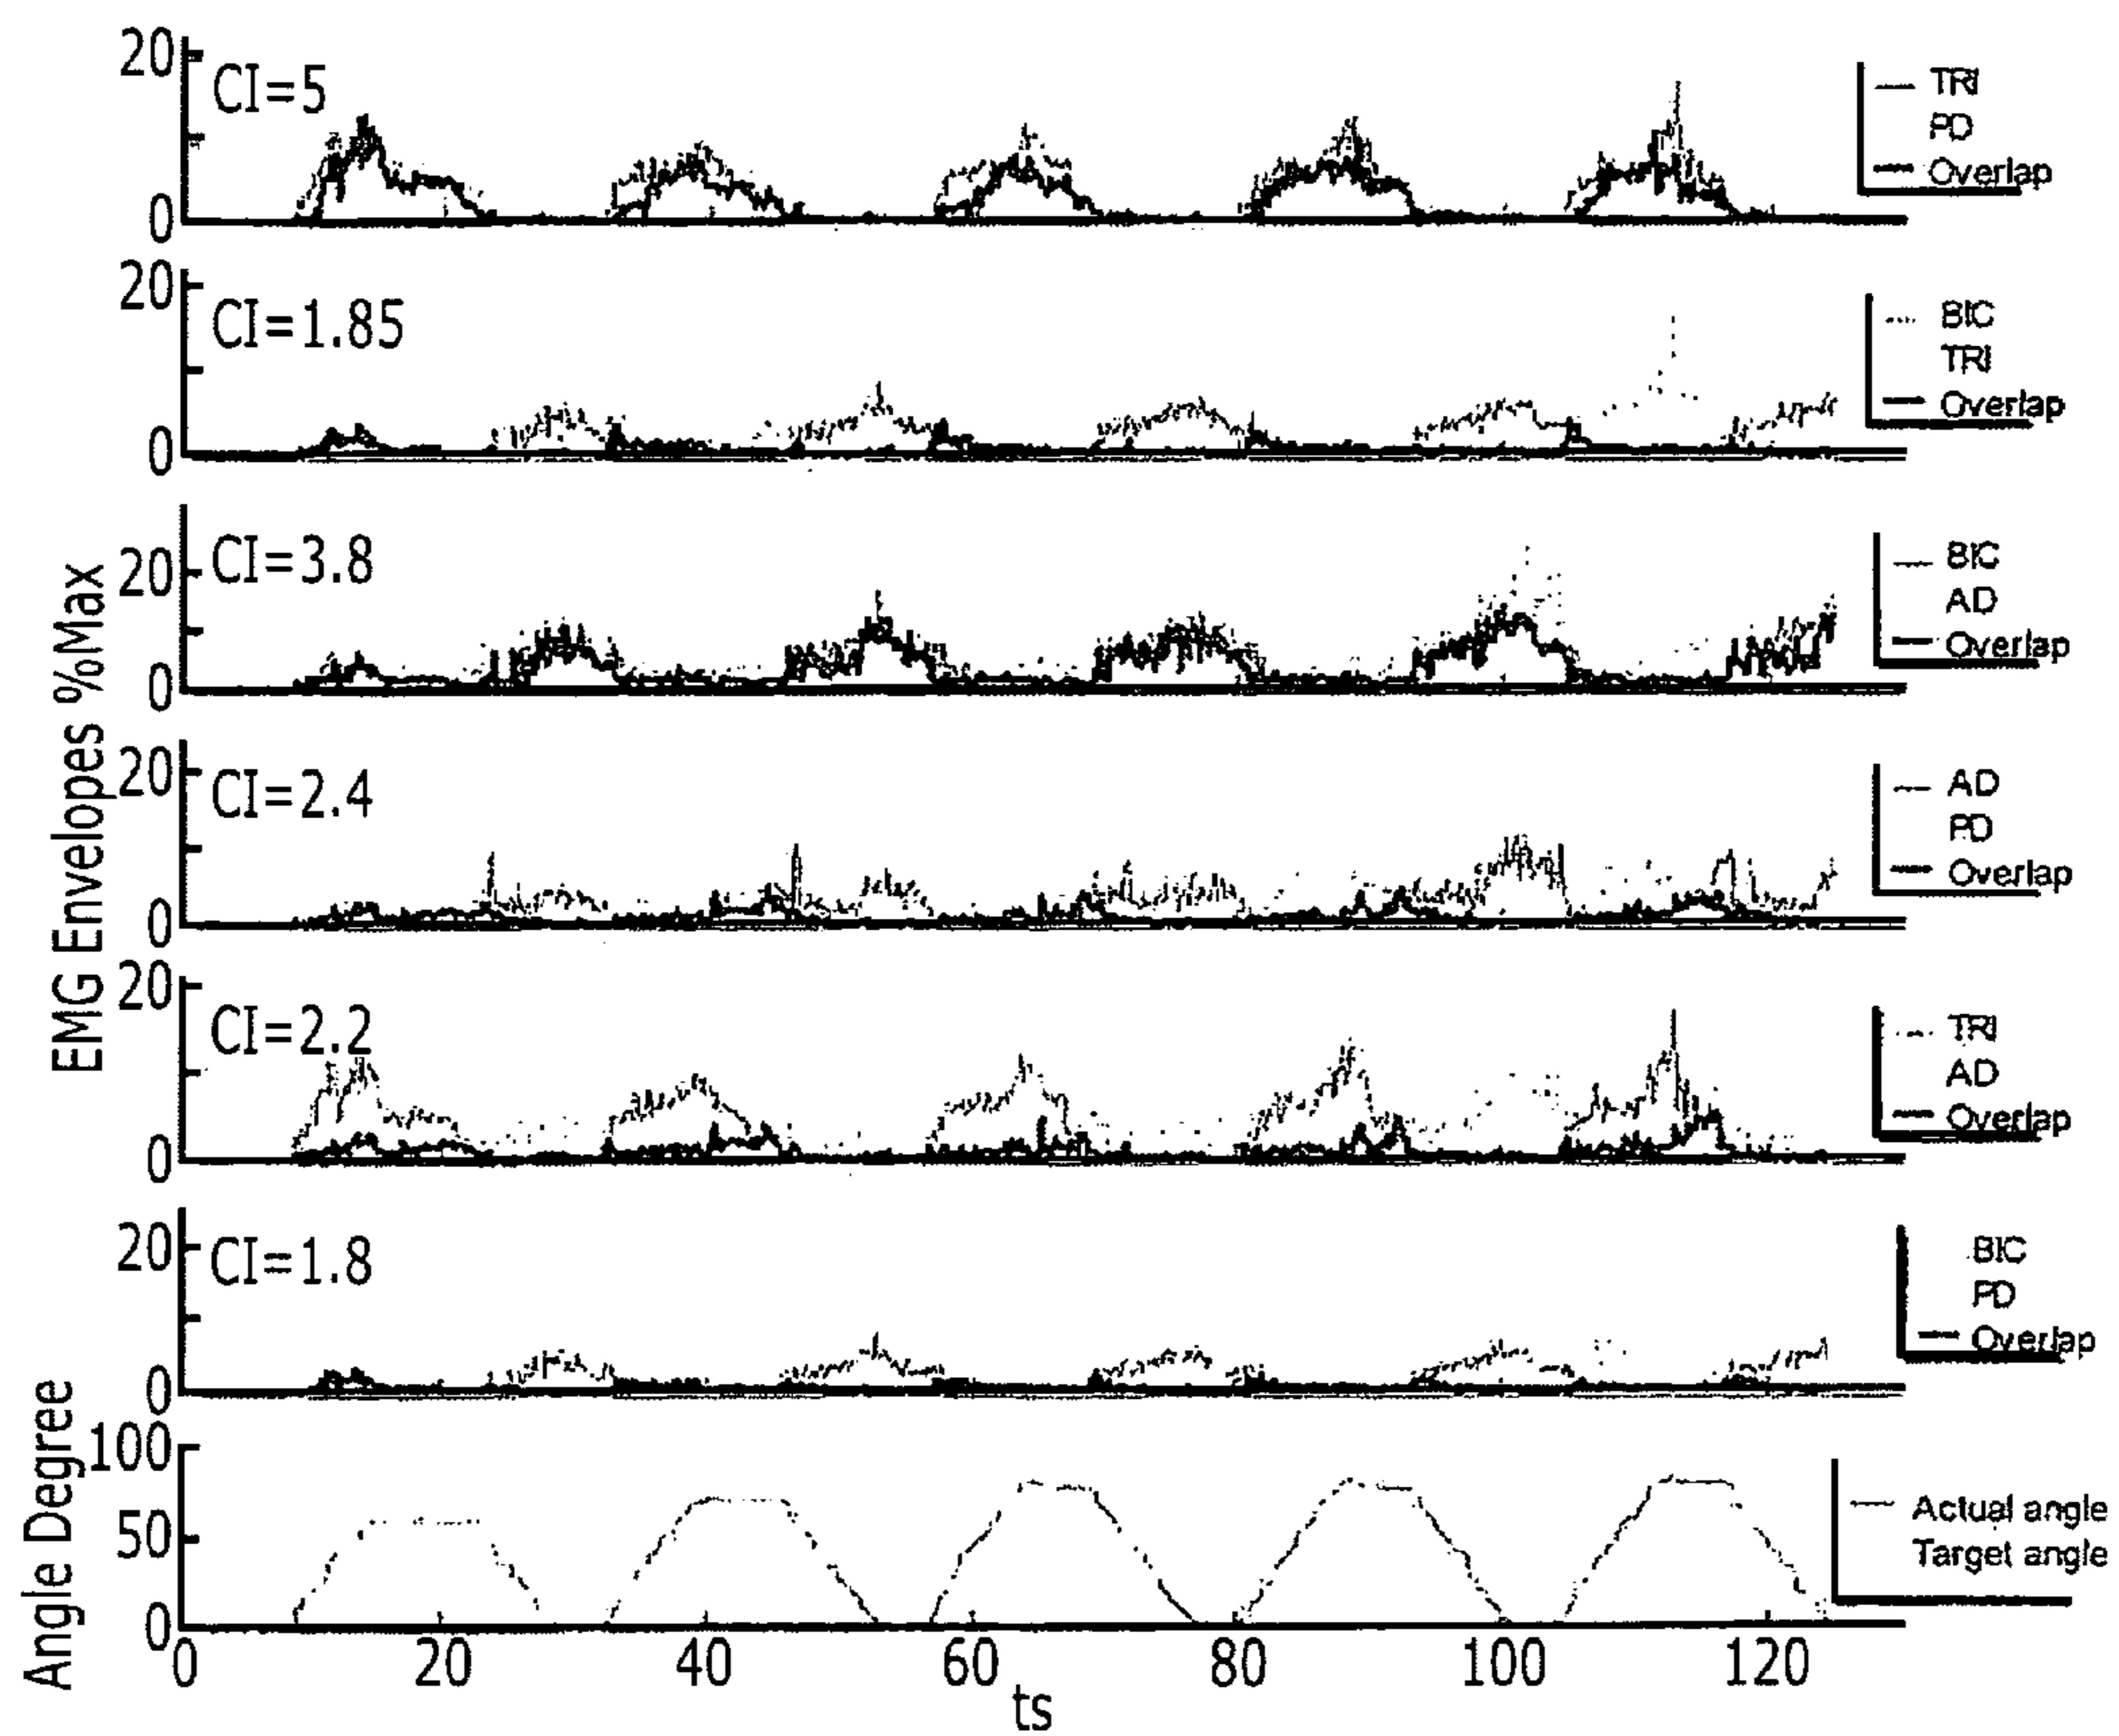 20
CI=5
0
TRI
PD
Overlap
20
CI=1.85
0
BIC
TRI
Overlap
20
CI=3.8
0
BIC
AD
Overlap
EMG Envelopes %Max
20
CI=2.4
0
AD
PD
Overlap
20
CI=2.2
0
TRI
AD
Overlap
20
CI=1.8
0
BIC
PD
Overlap
Angle Degree
100
50
0
Actual angle
Target angle
0 20 40 60 80 100 120
ts